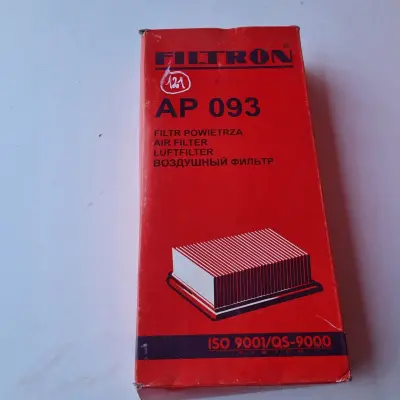 FILTRON
®
121
AP 093
FILTR POWIETRZA
AIR FILTER
LUFTFILTER
ВОЗДУШНЫЙ ФИЛЬТР
ISO 9001/QS-9000